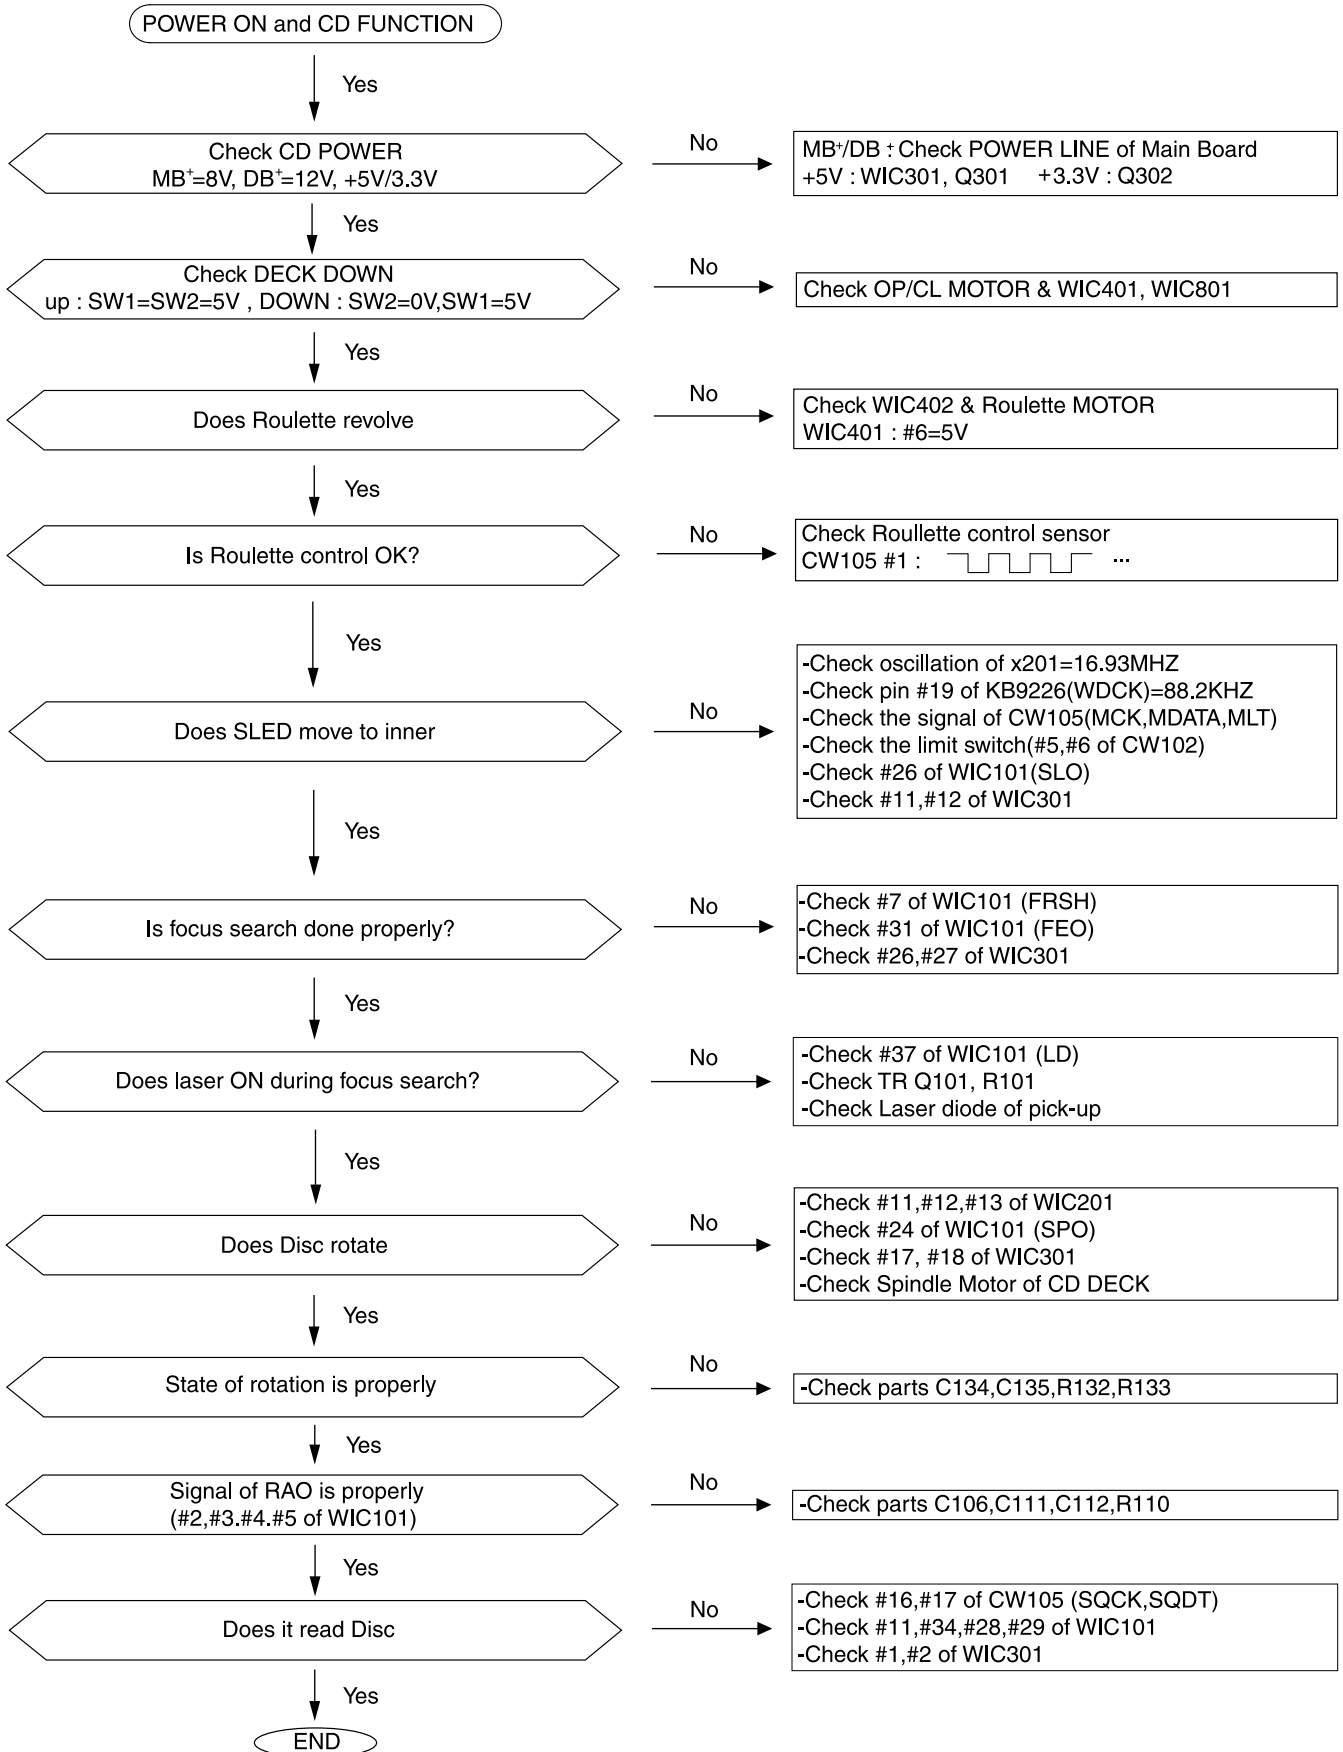 POWER ON and CD FUNCTION
Yes
Check CD POWER
MB⁺=8V, DB⁺=12V, +5V/3.3V
No
MB⁺/DB⁺ : Check POWER LINE of Main Board
+5V : WIC301, Q301 +3.3V : Q302
Yes
Check DECK DOWN
up : SW1=SW2=5V , DOWN : SW2=0V,SW1=5V
No
Check OP/CL MOTOR & WIC401, WIC801
Yes
Does Roulette revolve
No
Check WIC402 & Roulette MOTOR
WIC401 : #6=5V
Yes
Is Roulette control OK?
No
Check Roullette control sensor
CW105 #1 : ...
Yes
Does SLED move to inner
No
-Check oscillation of x201=16.93MHZ
-Check pin #19 of KB9226(WDCK)=88.2KHZ
-Check the signal of CW105(MCK,MDATA,MLT)
-Check the limit switch(#5,#6 of CW102)
-Check #26 of WIC101(SLO)
-Check #11,#12 of WIC301
Yes
Is focus search done properly?
No
-Check #7 of WIC101 (FRSH)
-Check #31 of WIC101 (FEO)
-Check #26,#27 of WIC301
Yes
Does laser ON during focus search?
No
-Check #37 of WIC101 (LD)
-Check TR Q101, R101
-Check Laser diode of pick-up
Yes
Does Disc rotate
No
-Check #11,#12,#13 of WIC201
-Check #24 of WIC101 (SPO)
-Check #17, #18 of WIC301
-Check Spindle Motor of CD DECK
Yes
State of rotation is properly
No
-Check parts C134,C135,R132,R133
Yes
Signal of RAO is properly
(#2,#3.#4.#5 of WIC101)
No
-Check parts C106,C111,C112,R110
Yes
Does it read Disc
No
-Check #16,#17 of CW105 (SQCK,SQDT)
-Check #11,#34,#28,#29 of WIC101
-Check #1,#2 of WIC301
Yes
END